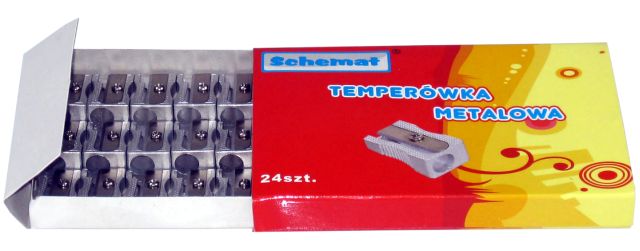 Schemat®
TEMPERÓWKA
METALOWA
24szt.